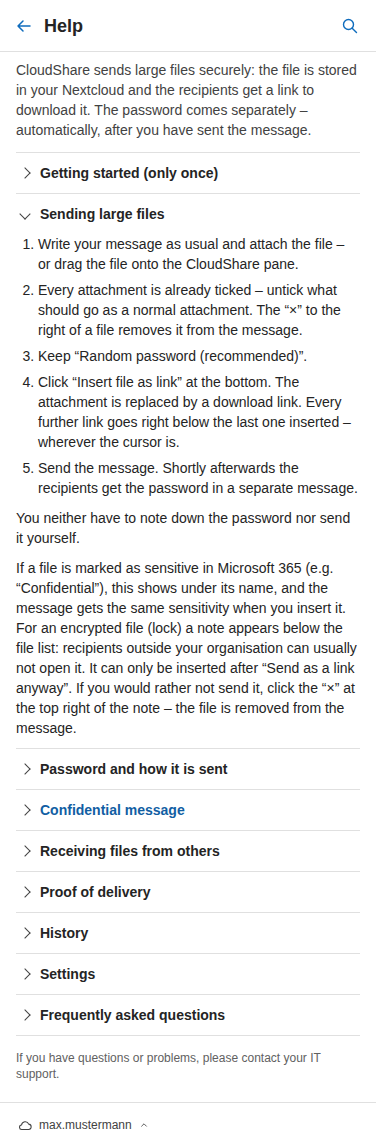 Help
CloudShare sends large files securely: the file is stored
in your Nextcloud and the recipients get a link to
download it. The password comes separately –
automatically, after you have sent the message.
Getting started (only once)
Sending large files
1. Write your message as usual and attach the file –
or drag the file onto the CloudShare pane.
2. Every attachment is already ticked – untick what
should go as a normal attachment. The “×” to the
right of a file removes it from the message.
3. Keep “Random password (recommended)”.
4. Click “Insert file as link” at the bottom. The
attachment is replaced by a download link. Every
further link goes right below the last one inserted –
wherever the cursor is.
5. Send the message. Shortly afterwards the
recipients get the password in a separate message.
You neither have to note down the password nor send
it yourself.
If a file is marked as sensitive in Microsoft 365 (e.g.
“Confidential”), this shows under its name, and the
message gets the same sensitivity when you insert it.
For an encrypted file (lock) a note appears below the
file list: recipients outside your organisation can usually
not open it. It can only be inserted after “Send as a link
anyway”. If you would rather not send it, click the “×” at
the top right of the note – the file is removed from the
message.
Password and how it is sent
Confidential message
Receiving files from others
Proof of delivery
History
Settings
Frequently asked questions
If you have questions or problems, please contact your IT
support.
max.mustermann